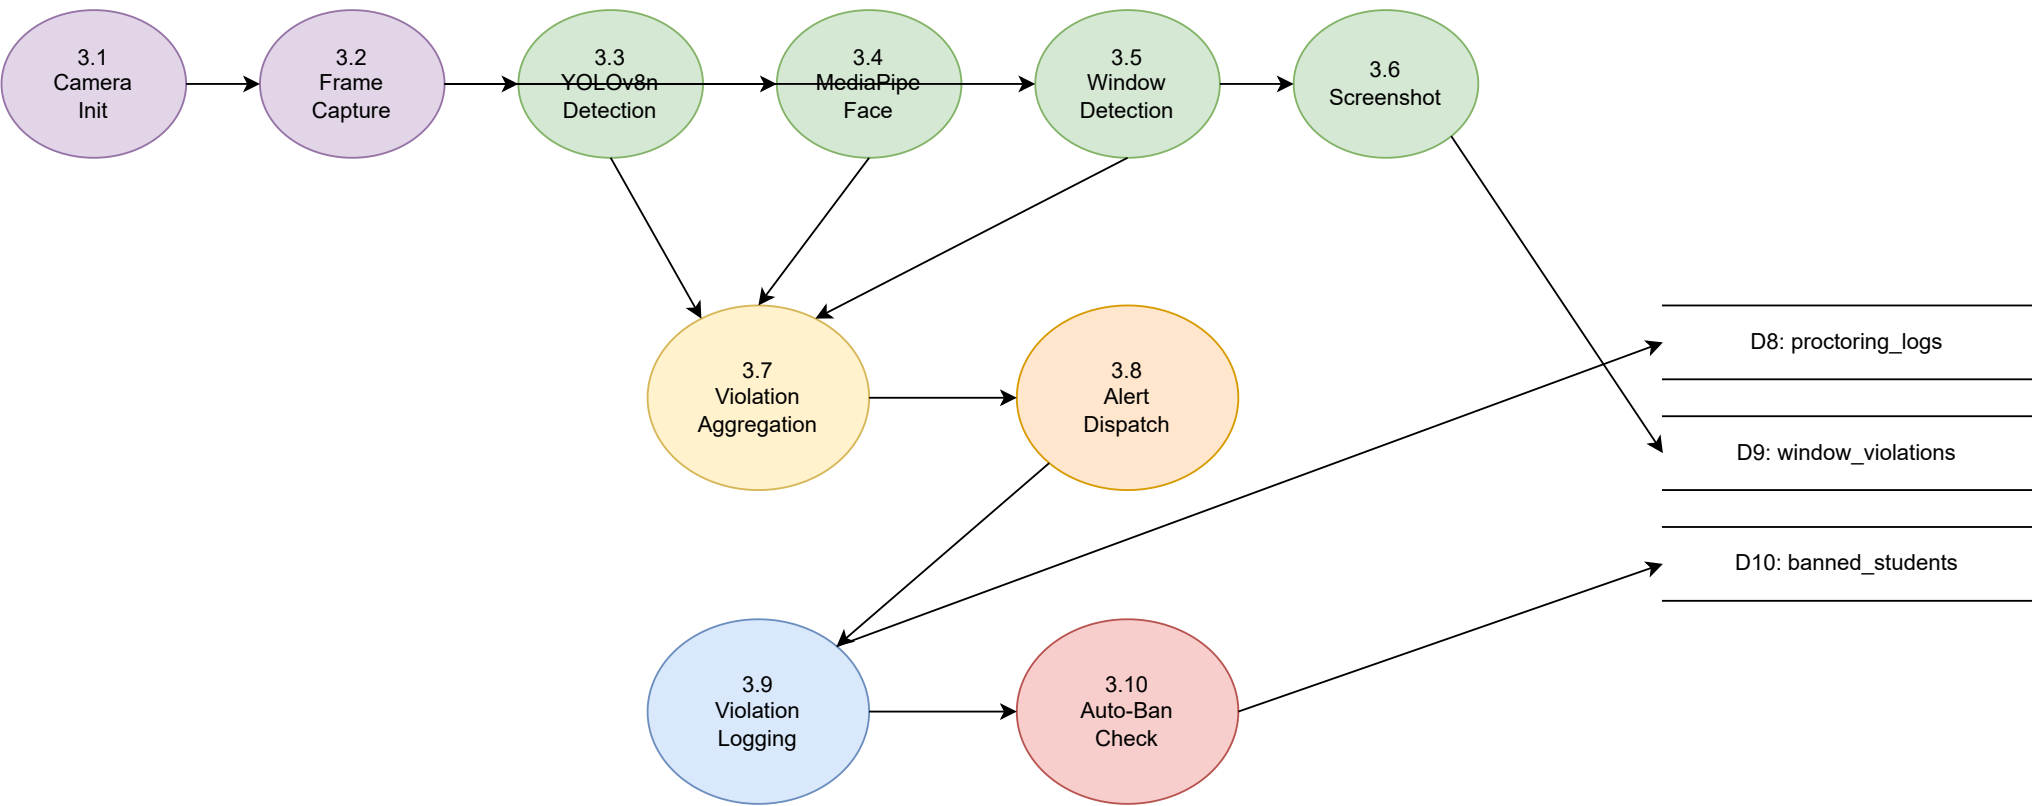 3.1
Camera
Init
3.2
Frame
Capture
3.3
YOLOv8n
Detection
3.4
MediaPipe
Face
3.5
Window
Detection
3.6
Screenshot
3.7
Violation
Aggregation
3.8
Alert
Dispatch
D8: proctoring_logs
D9: window_violations
D10: banned_students
3.9
Violation
Logging
3.10
Auto-Ban
Check